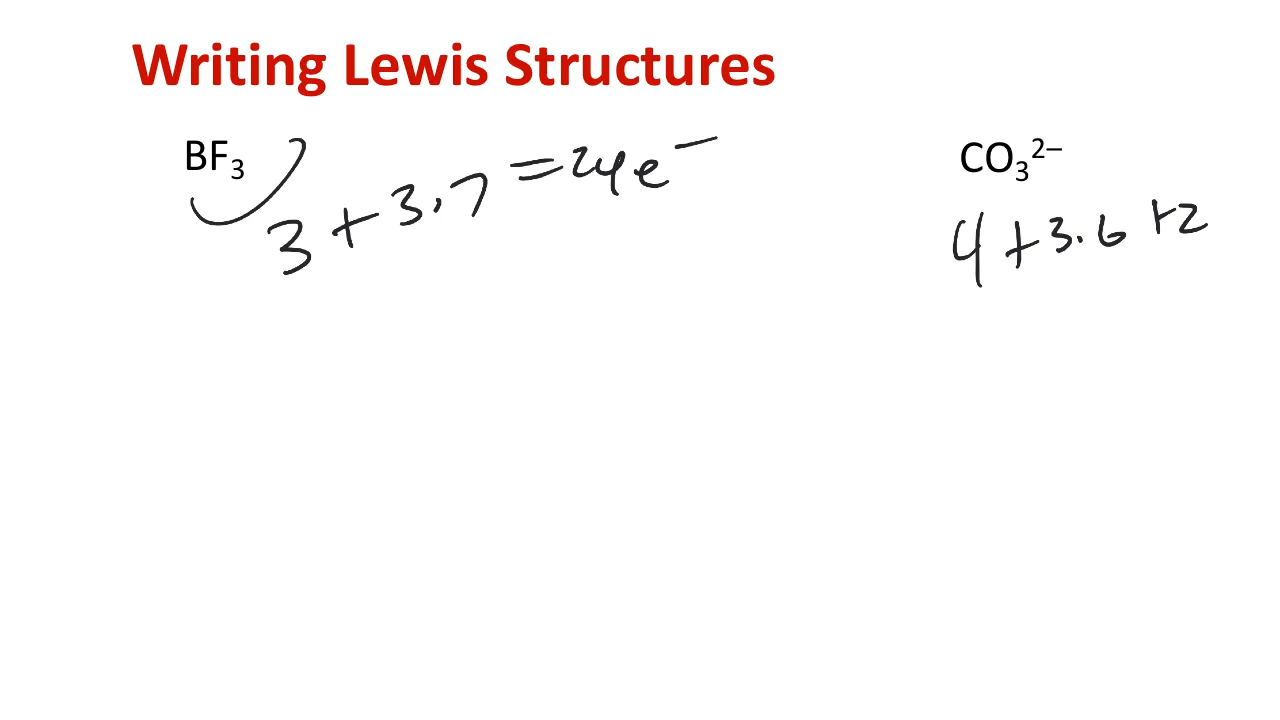 Writing Lewis Structures
BF₃
3 + 3·7 = 24e⁻
CO₃²⁻
4 + 3·6 + 2